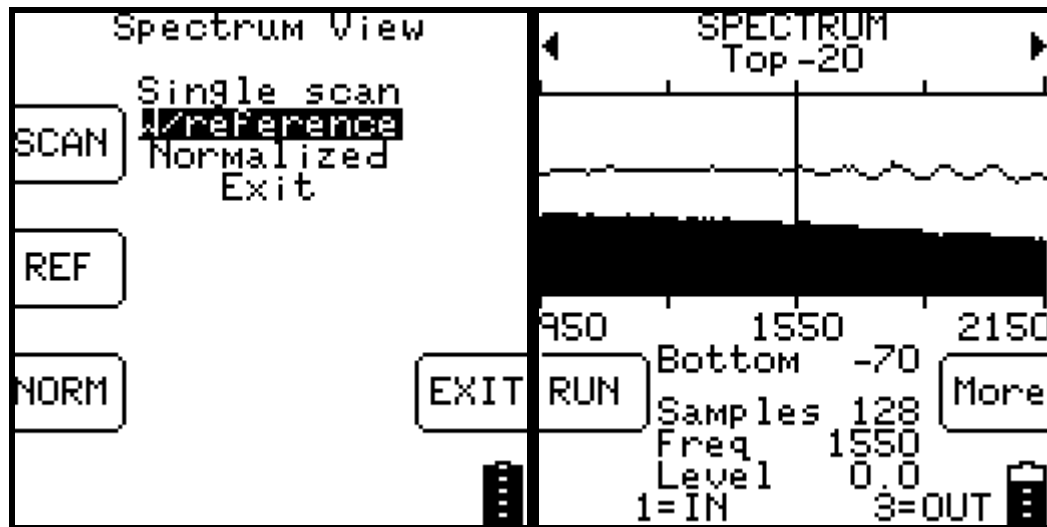 Spectrum View
Single scan
W/reference
Normalized
Exit
SCAN
REF
NORM
EXIT
SPECTRUM
Top -20
950 1550 2150
Bottom -70
RUN
More
Samples 128
Freq 1550
Level 0.0
1=IN 3=OUT